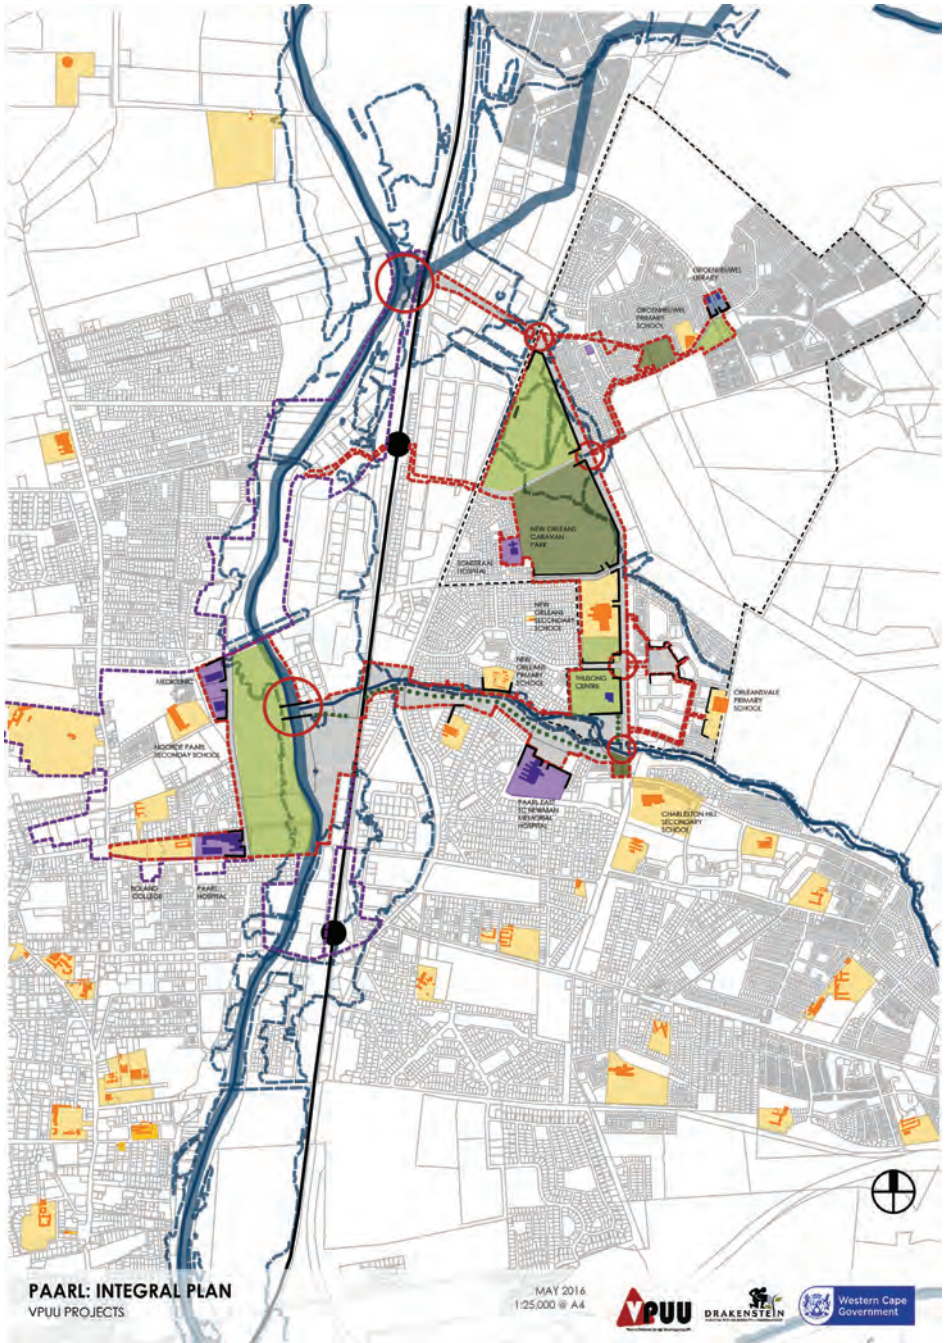 GROENHEUWEL
LIBRARY
GROENHEUWEL
PRIMARY
SCHOOL
NEW ORLEANS
CARAVAN
PARK
SONSTRAAL
HOSPITAL
NEW
ORLEANS
SECONDARY
SCHOOL
NEW
ORLEANS
PRIMARY
SCHOOL
THUSONG
CENTRE
ORLEANSVALE
PRIMARY
SCHOOL
MEDICLINIC
NOORDE PAARL
SECONDAY SCHOOL
PAARL EAST
TC NEWMAN
MEMORIAL
HOSPITAL
CHARLESTON HILL
SECONDARY
SCHOOL
BOLAND
COLLEGE
PAARL
HOSPITAL
PAARL: INTEGRAL PLAN
VPUU PROJECTS
MAY 2016
1:25,000 @ A4
VPUU
DRAKENSTEIN
Western Cape
Government